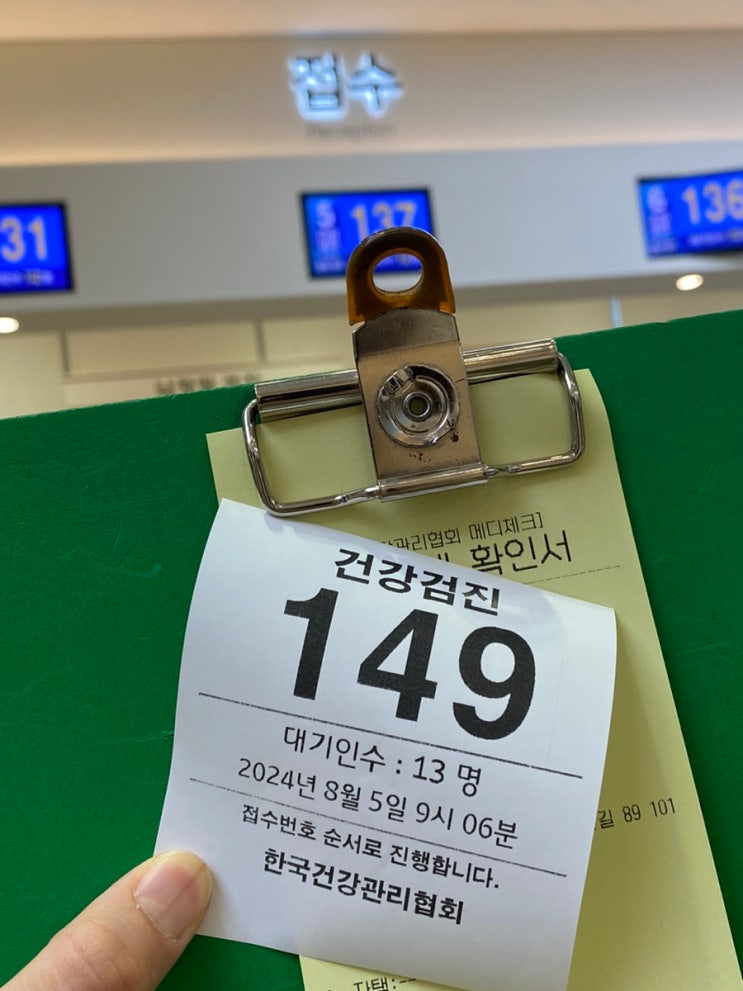 접수
Reception
31
5 137
6 136
관리협회 메디체크]
확인서
건강검진
149
대기인수 : 13 명
2024년 8월 5일 9시 06분
접수번호 순서로 진행합니다.
한국건강관리협회
길 89 101
자택: